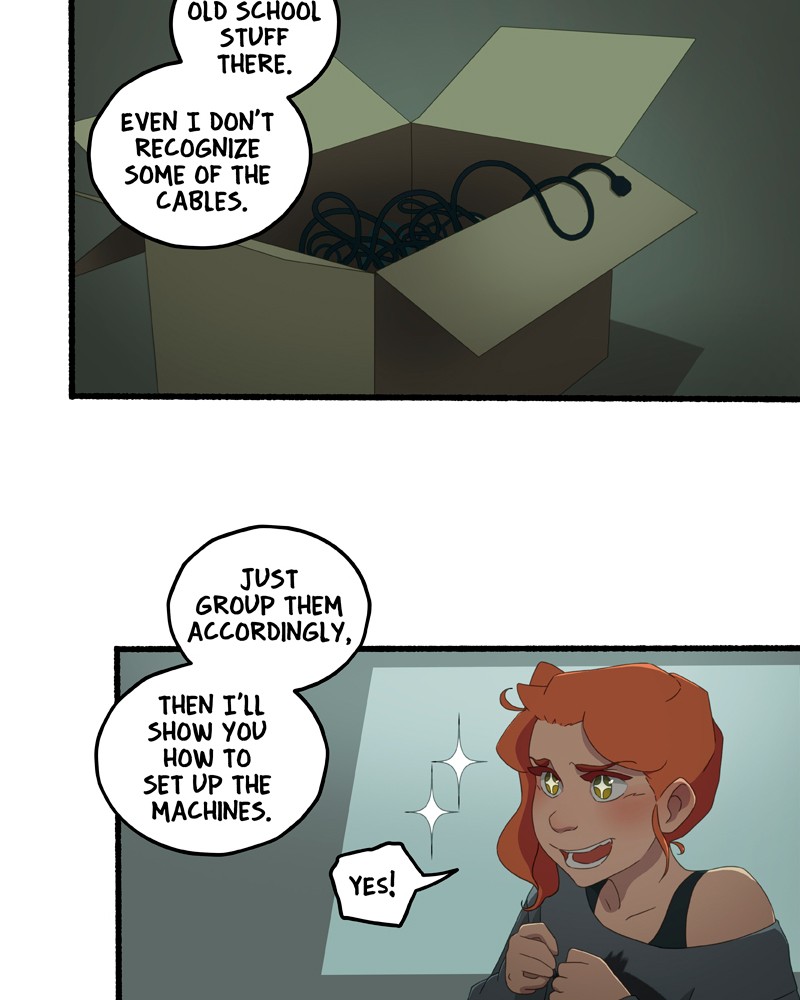 OLD SCHOOL
STUFF
THERE.
EVEN I DON'T
RECOGNIZE
SOME OF THE
CABLES.
JUST
GROUP THEM
ACCORDINGLY,
THEN I'LL
SHOW YOU
HOW TO
SET UP THE
MACHINES.
YES!